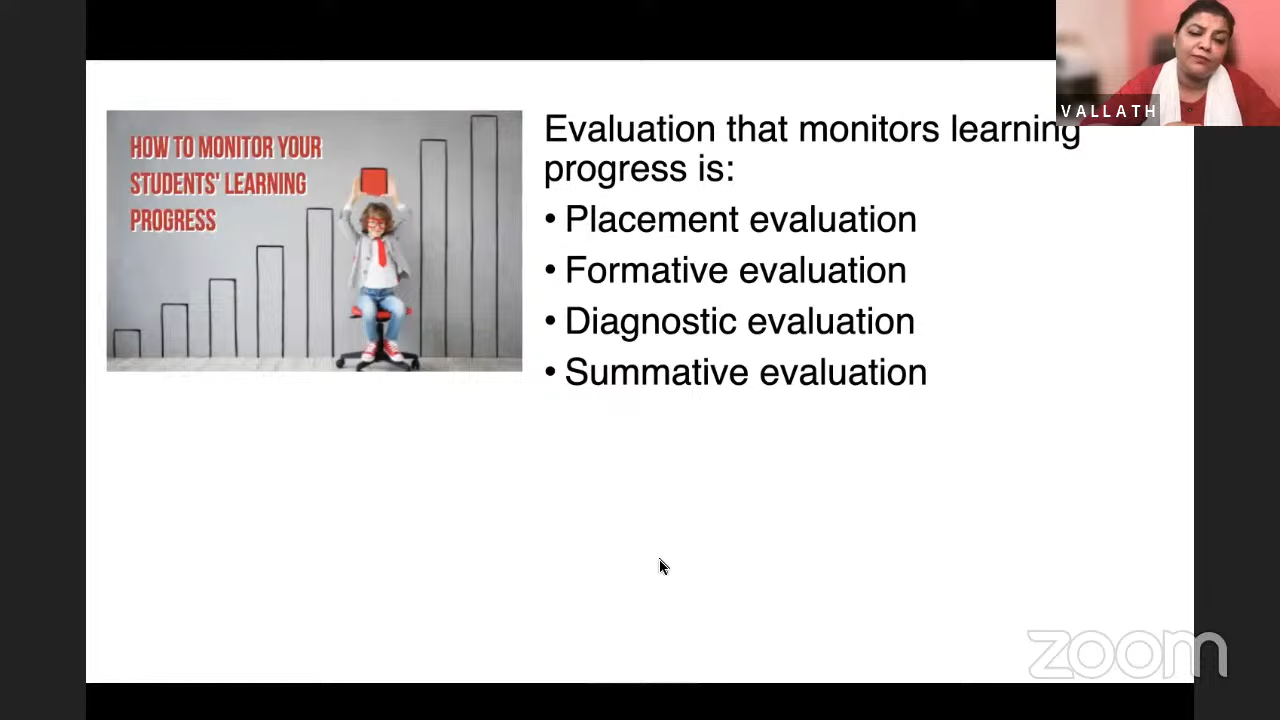 HOW TO MONITOR YOUR
STUDENTS' LEARNING
PROGRESS
Evaluation that monitors learning
progress is:
• Placement evaluation
• Formative evaluation
• Diagnostic evaluation
• Summative evaluation
VALLATH
zoom